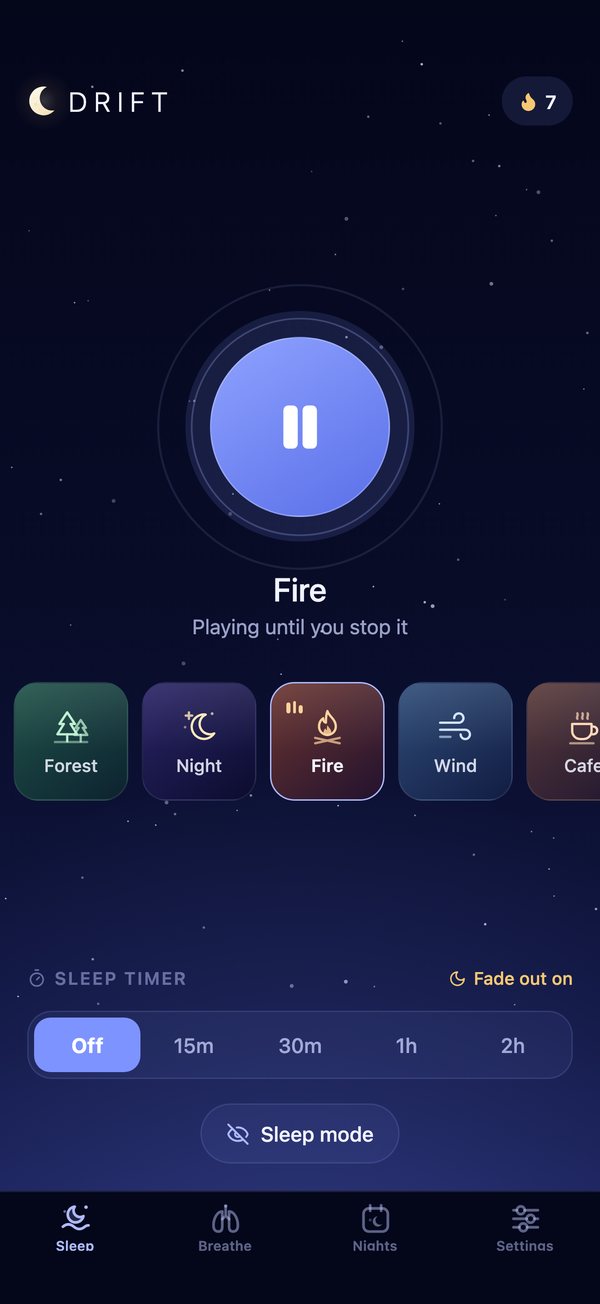 DRIFT
7
Fire
Playing until you stop it
Forest
Night
Fire
Wind
Cafe
SLEEP TIMER
Fade out on
Off
15m
30m
1h
2h
Sleep mode
Sleep
Breathe
Nights
Settings